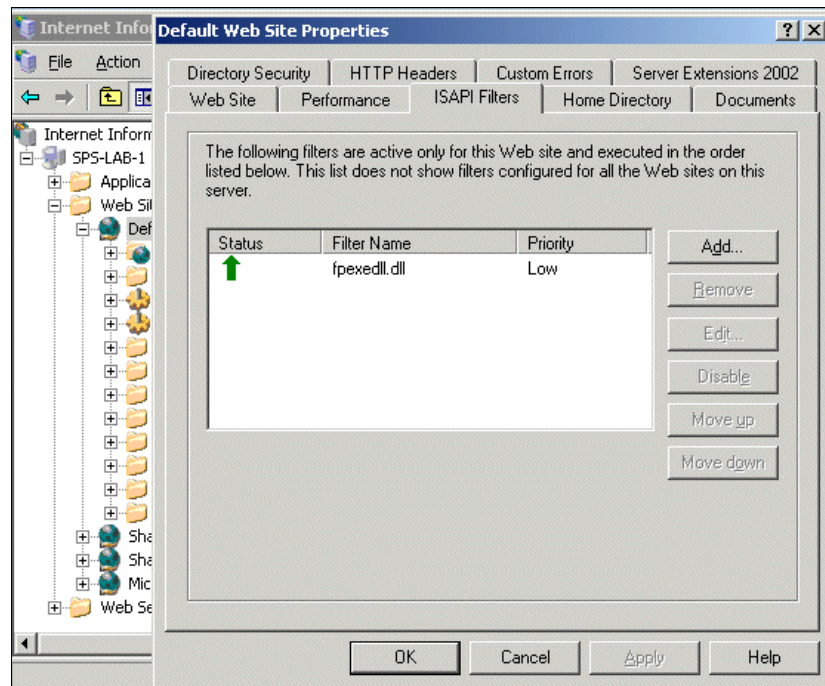 Internet Infor
Default Web Site Properties
File Action
Directory Security HTTP Headers Custom Errors Server Extensions 2002
Web Site Performance ISAPI Filters Home Directory Documents
Internet Inform
SPS-LAB-1
Applica
Web Sit
Def
Sha
Sha
Mic
Web Se
The following filters are active only for this Web site and executed in the order
listed below. This list does not show filters configured for all the Web sites on this
server.
Status Filter Name Priority
fpexedll.dll Low
Add...
Remove
Edit...
Disable
Move up
Move down
OK Cancel Apply Help